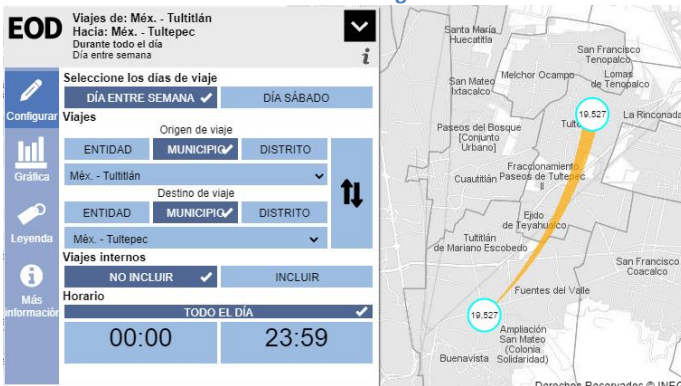 EOD
Viajes de: Méx. - Tultitlán
Hacia: Méx. - Tultepec
Durante todo el día
Día entre semana
i
Configurar
Gráfica
Leyenda
Más
información
Seleccione los días de viaje
DÍA ENTRE SEMANA
DÍA SÁBADO
Viajes
Origen de viaje
ENTIDAD
MUNICIPIO
DISTRITO
Méx. - Tultitlán
Destino de viaje
ENTIDAD
MUNICIPIO
DISTRITO
Méx. - Tultepec
Viajes internos
NO INCLUIR
INCLUIR
Horario
TODO EL DÍA
00:00
23:59
Santa María
Huecatitla
San Francisco
Tenopalco
San Mateo
Ixtacalco
Melchor Ocampo
Lomas
de Tenopalco
19,527
La Rinconada
Paseos del Bosque
[Conjunto
Urbano]
Fraccionamiento
Paseos de Tultepec
II
Cuautitlán
Ejido
de Teyahualco
Tultitlán
de Mariano Escobedo
San Francisco
Coacalco
Fuentes del Valle
19,527
Ampliación
San Mateo
(Colonia
Solidaridad)
Buenavista
Derechos Reservados © INEG